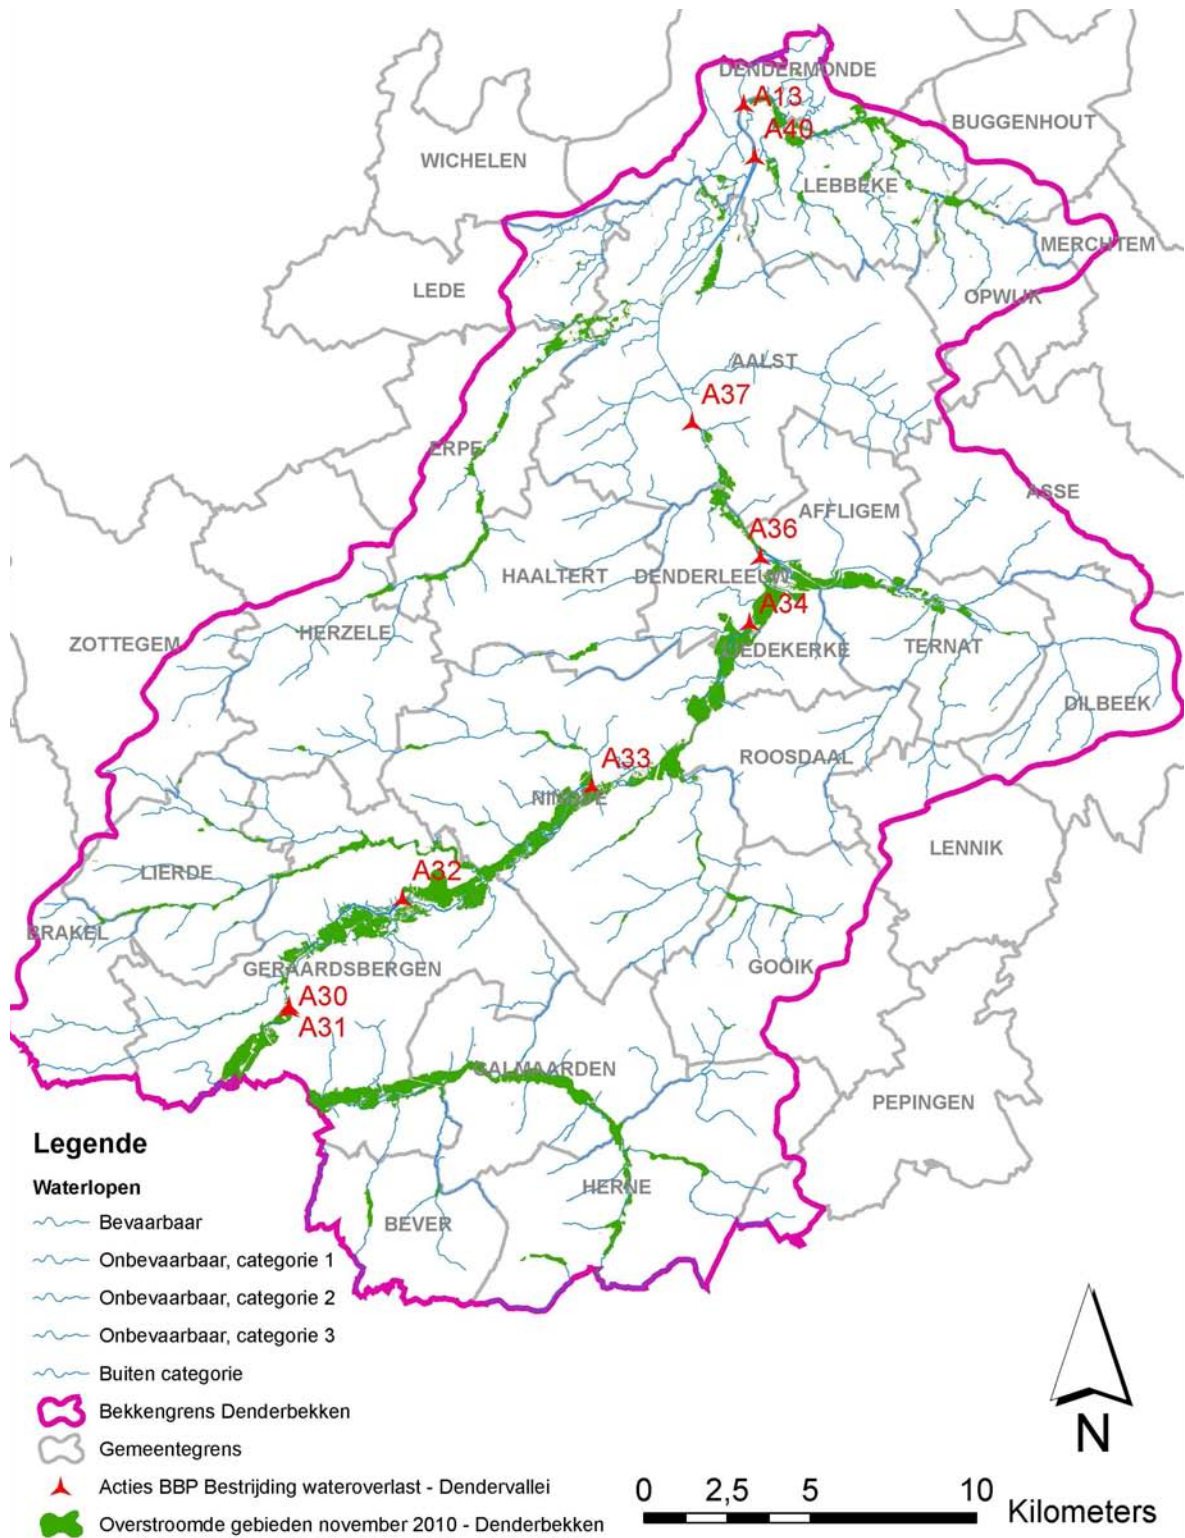 DENDERMONDE
A13
BUGGENHOUT
A40
WICHELEN
LEBBEKE
MERCHTEM
LEDE
OPWIJK
AALST
A37
ERPE
ASSE
AFFLIGEM
A36
HAALTERT
DENDERLEEUW
A34
HERZELE
ZOTTEGEM
TERNAT
DILBEEK
ROOSDAAL
A33
LENNIK
A32
LIERDE
BRAKEL
GERAARDSBERGEN
GOOIK
A30
A31
GALMAARDEN
PEPINGEN
HERNE
BEVER
Legende
Waterlopen
Bevaarbaar
Onbevaarbaar, categorie 1
Onbevaarbaar, categorie 2
Onbevaarbaar, categorie 3
Buiten categorie
Bekkengrens Denderbekken
Gemeentegrens
Acties BBP Bestrijding wateroverlast - Dendervallei
Overstroomde gebieden november 2010 - Denderbekken
N
0 2,5 5 10
Kilometers